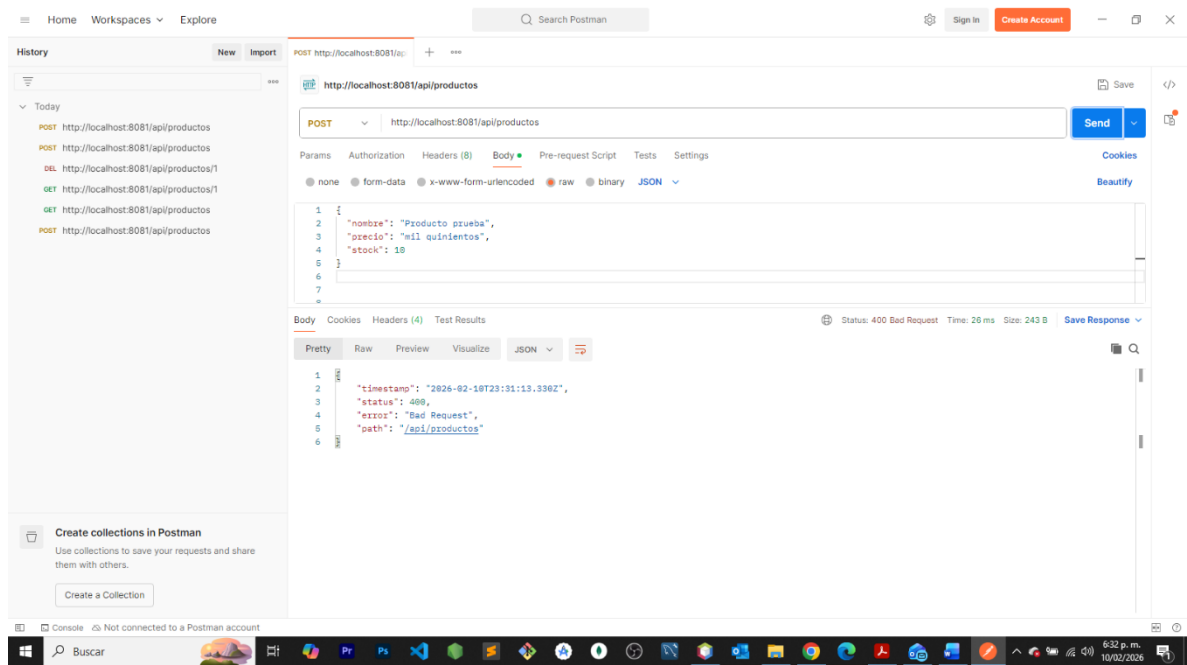 Home Workspaces Explore
Search Postman
Sign In Create Account
History New Import
POST http://localhost:8081/ap
Today
POST http://localhost:8081/api/productos
POST http://localhost:8081/api/productos
DEL http://localhost:8081/api/productos/1
GET http://localhost:8081/api/productos/1
GET http://localhost:8081/api/productos
POST http://localhost:8081/api/productos
HTTP http://localhost:8081/api/productos Save
POST http://localhost:8081/api/productos Send
Params Authorization Headers (8) Body Pre-request Script Tests Settings Cookies
none form-data x-www-form-urlencoded raw binary JSON Beautify
1 {
2 "nombre": "Producto prueba",
3 "precio": "mil quinientos",
4 "stock": 10
5 }
6
7
8
Body Cookies Headers (4) Test Results Status: 400 Bad Request Time: 26 ms Size: 243 B Save Response
Pretty Raw Preview Visualize JSON
1 {
2 "timestamp": "2026-02-10T23:31:13.330Z",
3 "status": 400,
4 "error": "Bad Request",
5 "path": "/api/productos"
6 }
Create collections in Postman
Use collections to save your requests and share
them with others.
Create a Collection
Console Not connected to a Postman account
Buscar
Pr Ps
6:32 p. m.
10/02/2026